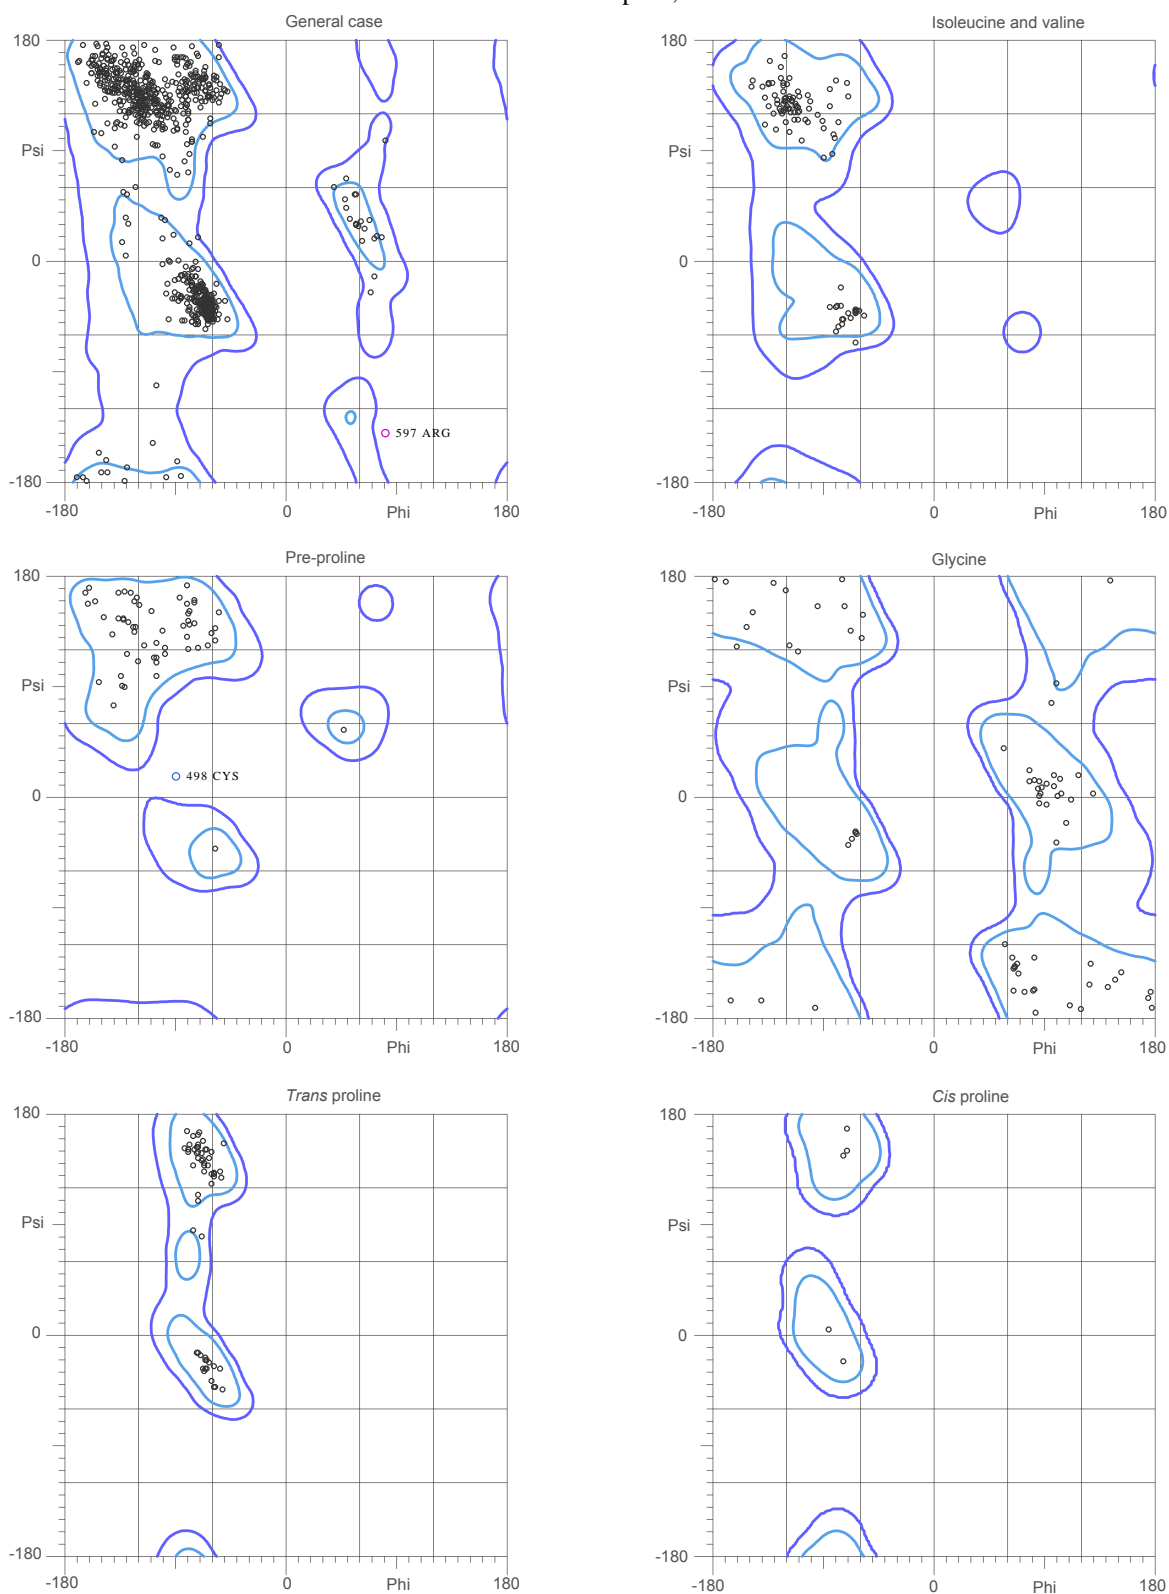 General case
Isoleucine and valine
180
180
Psi
Psi
0
0
597 ARG
-180
-180
-180
0
Phi
180
-180
0
Phi
180
Pre-proline
Glycine
180
180
Psi
Psi
498 CYS
0
0
-180
-180
-180
0
Phi
180
-180
0
Phi
180
Trans proline
Cis proline
180
180
Psi
Psi
0
0
-180
-180
-180
0
Phi
180
-180
0
Phi
180